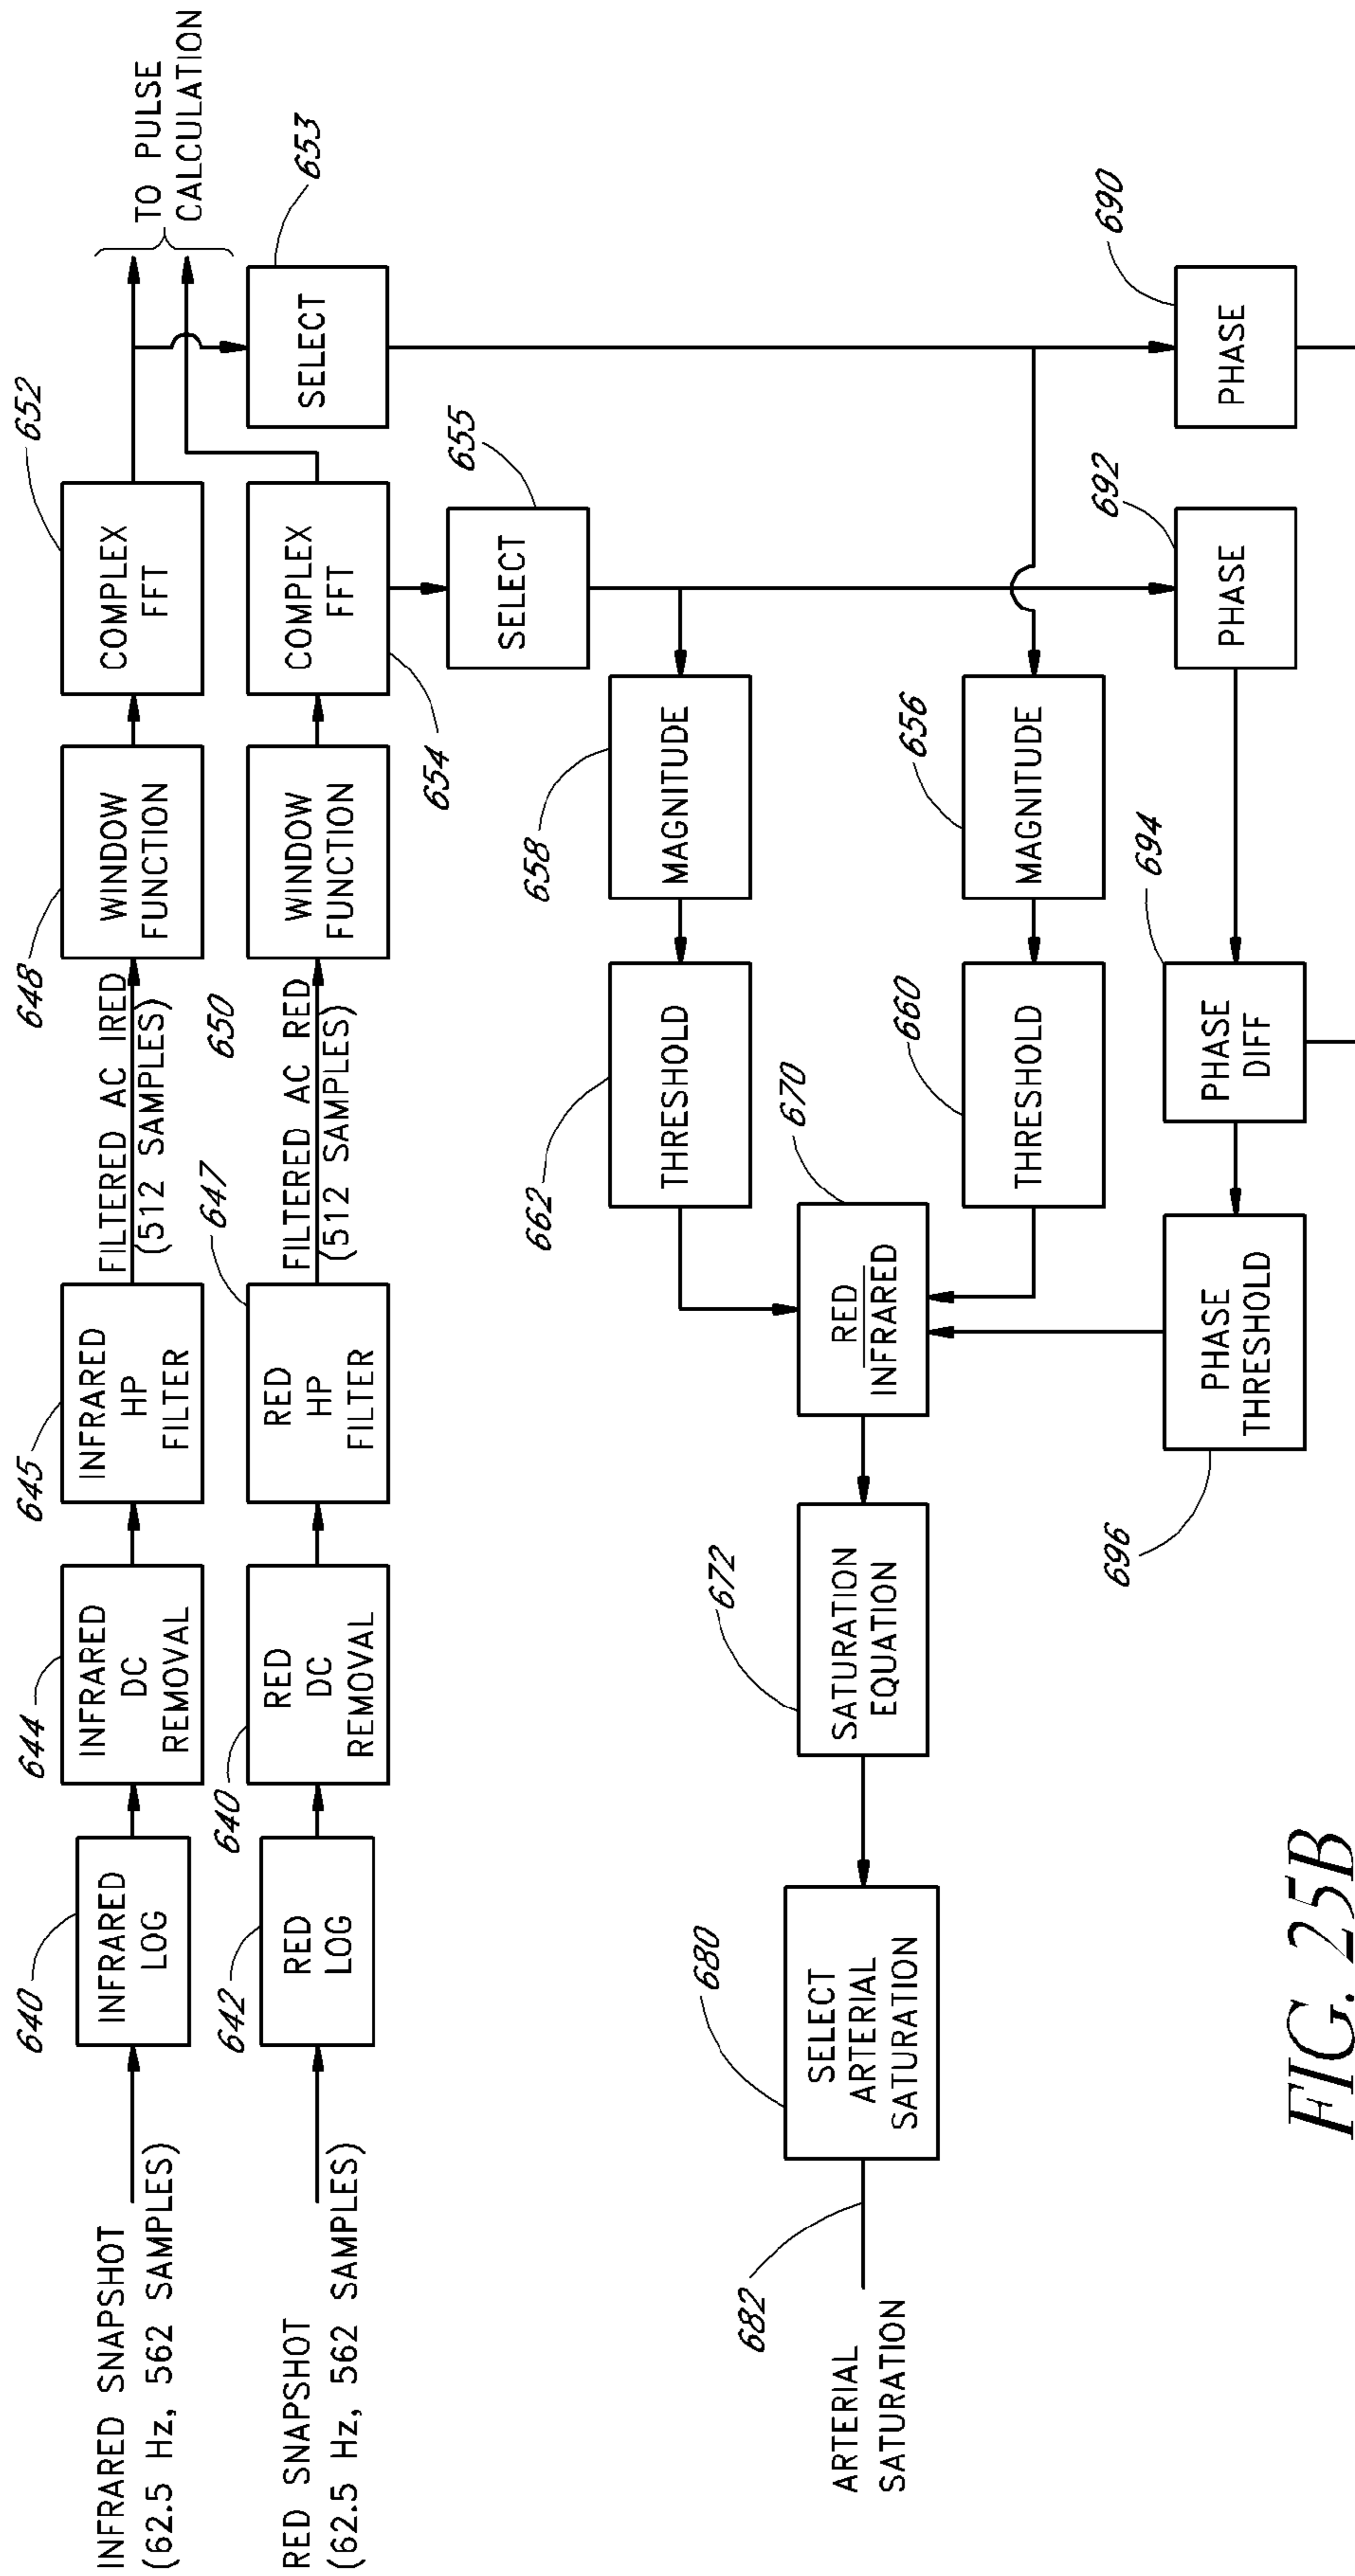 INFRARED SNAPSHOT
(62.5 Hz, 562 SAMPLES)
640
INFRARED
LOG
644
INFRARED
DC
REMOVAL
645
INFRARED
HP
FILTER
FILTERED AC IRED
(512 SAMPLES)
648
WINDOW
FUNCTION
652
COMPLEX
FFT
TO PULSE
CALCULATION
RED SNAPSHOT
(62.5 Hz, 562 SAMPLES)
642
RED
LOG
640
RED
DC
REMOVAL
647
RED
HP
FILTER
FILTERED AC RED
(512 SAMPLES)
650
WINDOW
FUNCTION
654
COMPLEX
FFT
653
SELECT
655
SELECT
662
THRESHOLD
658
MAGNITUDE
ARTERIAL
SATURATION
682
680
SELECT
ARTERIAL
SATURATION
672
SATURATION
EQUATION
670
RED
INFRARED
660
THRESHOLD
656
MAGNITUDE
696
PHASE
THRESHOLD
694
PHASE
DIFF
692
PHASE
690
PHASE
FIG. 25B